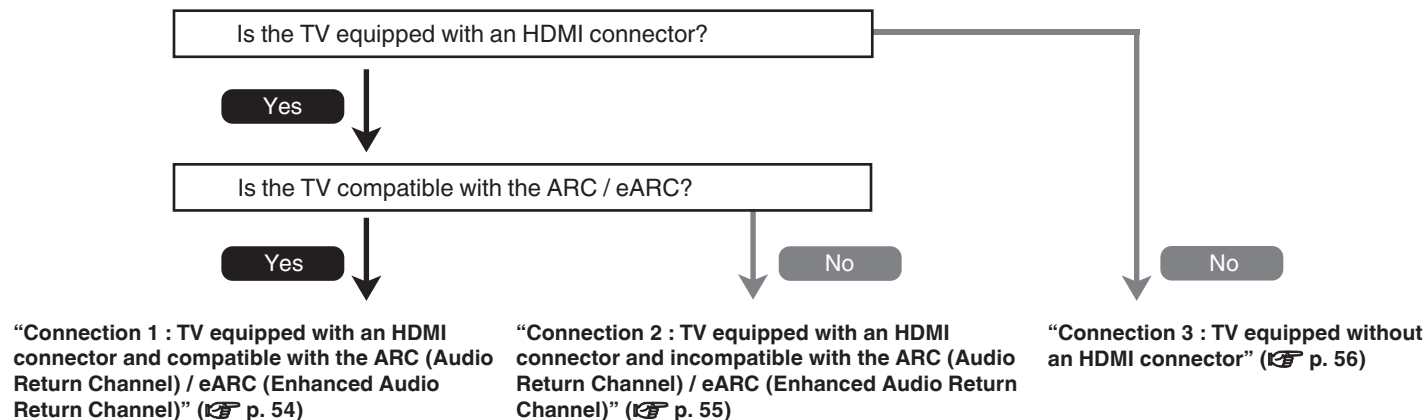 Is the TV equipped with an HDMI connector?
Yes
Is the TV compatible with the ARC / eARC?
Yes
No
No
“Connection 1 : TV equipped with an HDMI
connector and compatible with the ARC (Audio
Return Channel) / eARC (Enhanced Audio
Return Channel)” (☞ p. 54)
“Connection 2 : TV equipped with an HDMI
connector and incompatible with the ARC (Audio
Return Channel) / eARC (Enhanced Audio Return
Channel)” (☞ p. 55)
“Connection 3 : TV equipped without
an HDMI connector” (☞ p. 56)